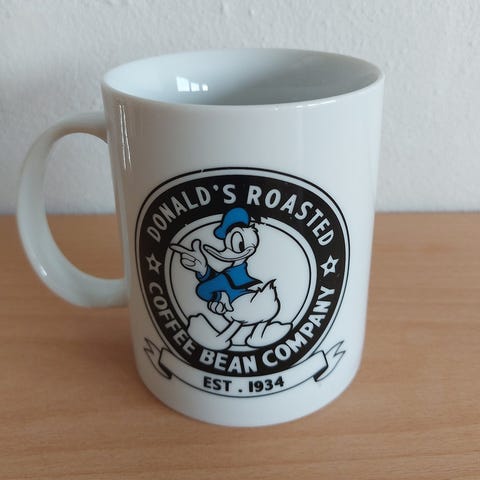 DONALD'S ROASTED
COFFEE BEAN COMPANY
EST . 1934